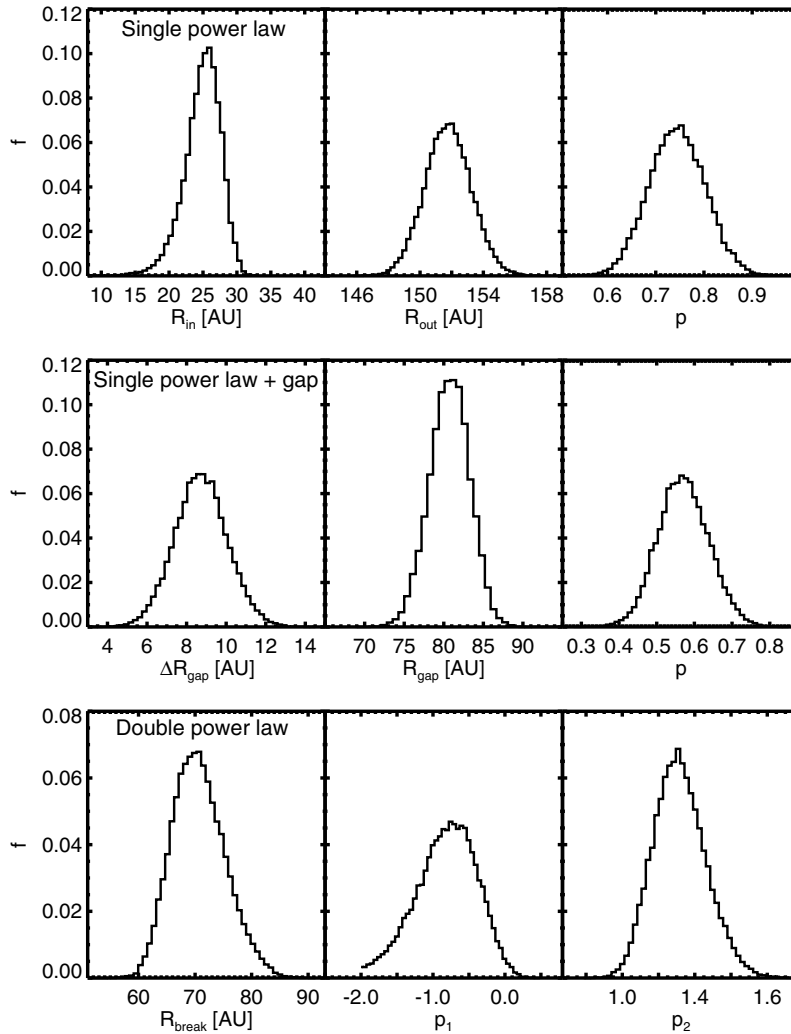 0.12
0.10
0.08
0.06
0.04
0.02
0.00
f
Single power law
10 15 20 25 30 35 40
R_in [AU]
146 150 154 158
R_out [AU]
0.6 0.7 0.8 0.9
p
0.12
0.10
0.08
0.06
0.04
0.02
0.00
f
Single power law + gap
4 6 8 10 12 14
ΔR_gap [AU]
70 75 80 85 90
R_gap [AU]
0.3 0.4 0.5 0.6 0.7 0.8
p
0.08
0.06
0.04
0.02
0.00
f
Double power law
60 70 80 90
R_break [AU]
-2.0 -1.0 0.0
p_1
1.0 1.2 1.4 1.6
p_2